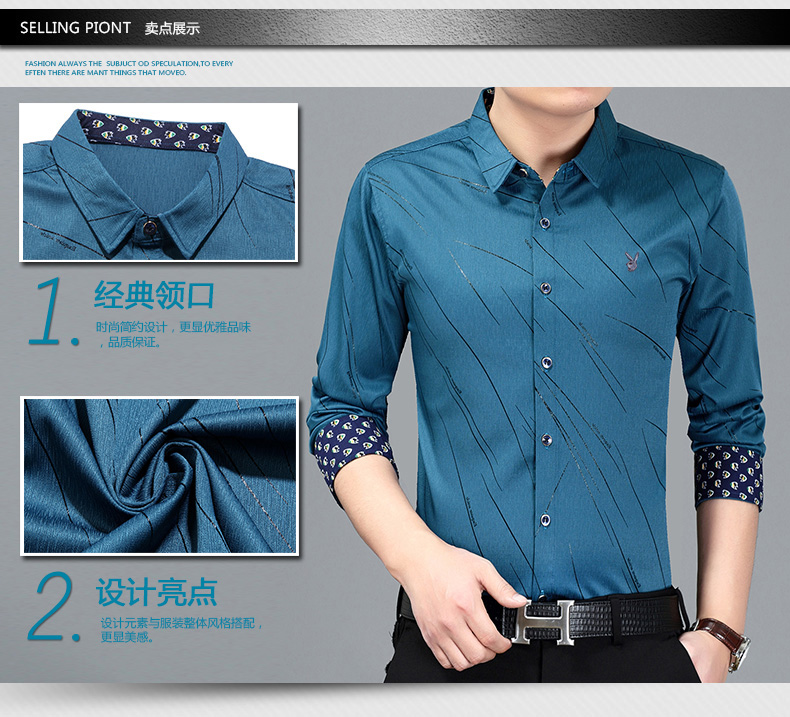 SELLING PIONT 卖点展示
FASHION ALWAYS THE SUBJUCT OD SPECULATION,TO EVERY
EFTEN THERE ARE MANT THINGS THAT MOVEO.
1.
经典领口
时尚简约设计，更显优雅品味
，品质保证。
2.
设计亮点
设计元素与服装整体风格搭配，
更显美感。